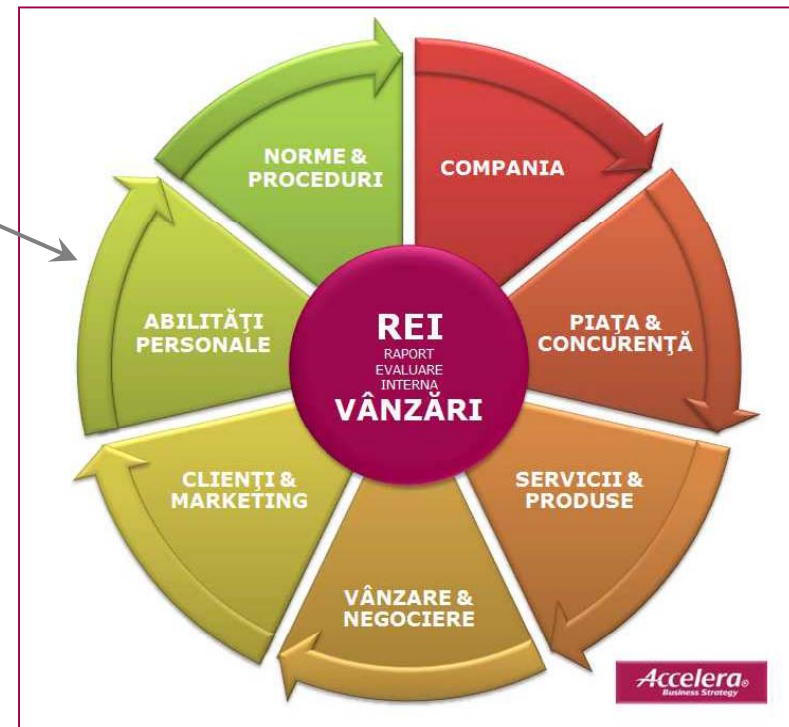 NORME &
PROCEDURI
COMPANIA
ABILITĂŢI
PERSONALE
REI
RAPORT
EVALUARE
INTERNA
VÂNZĂRI
PIAŢA &
CONCURENŢĂ
CLIENŢI &
MARKETING
SERVICII &
PRODUSE
VÂNZARE &
NEGOCIERE
Accelera®
Business Strategy